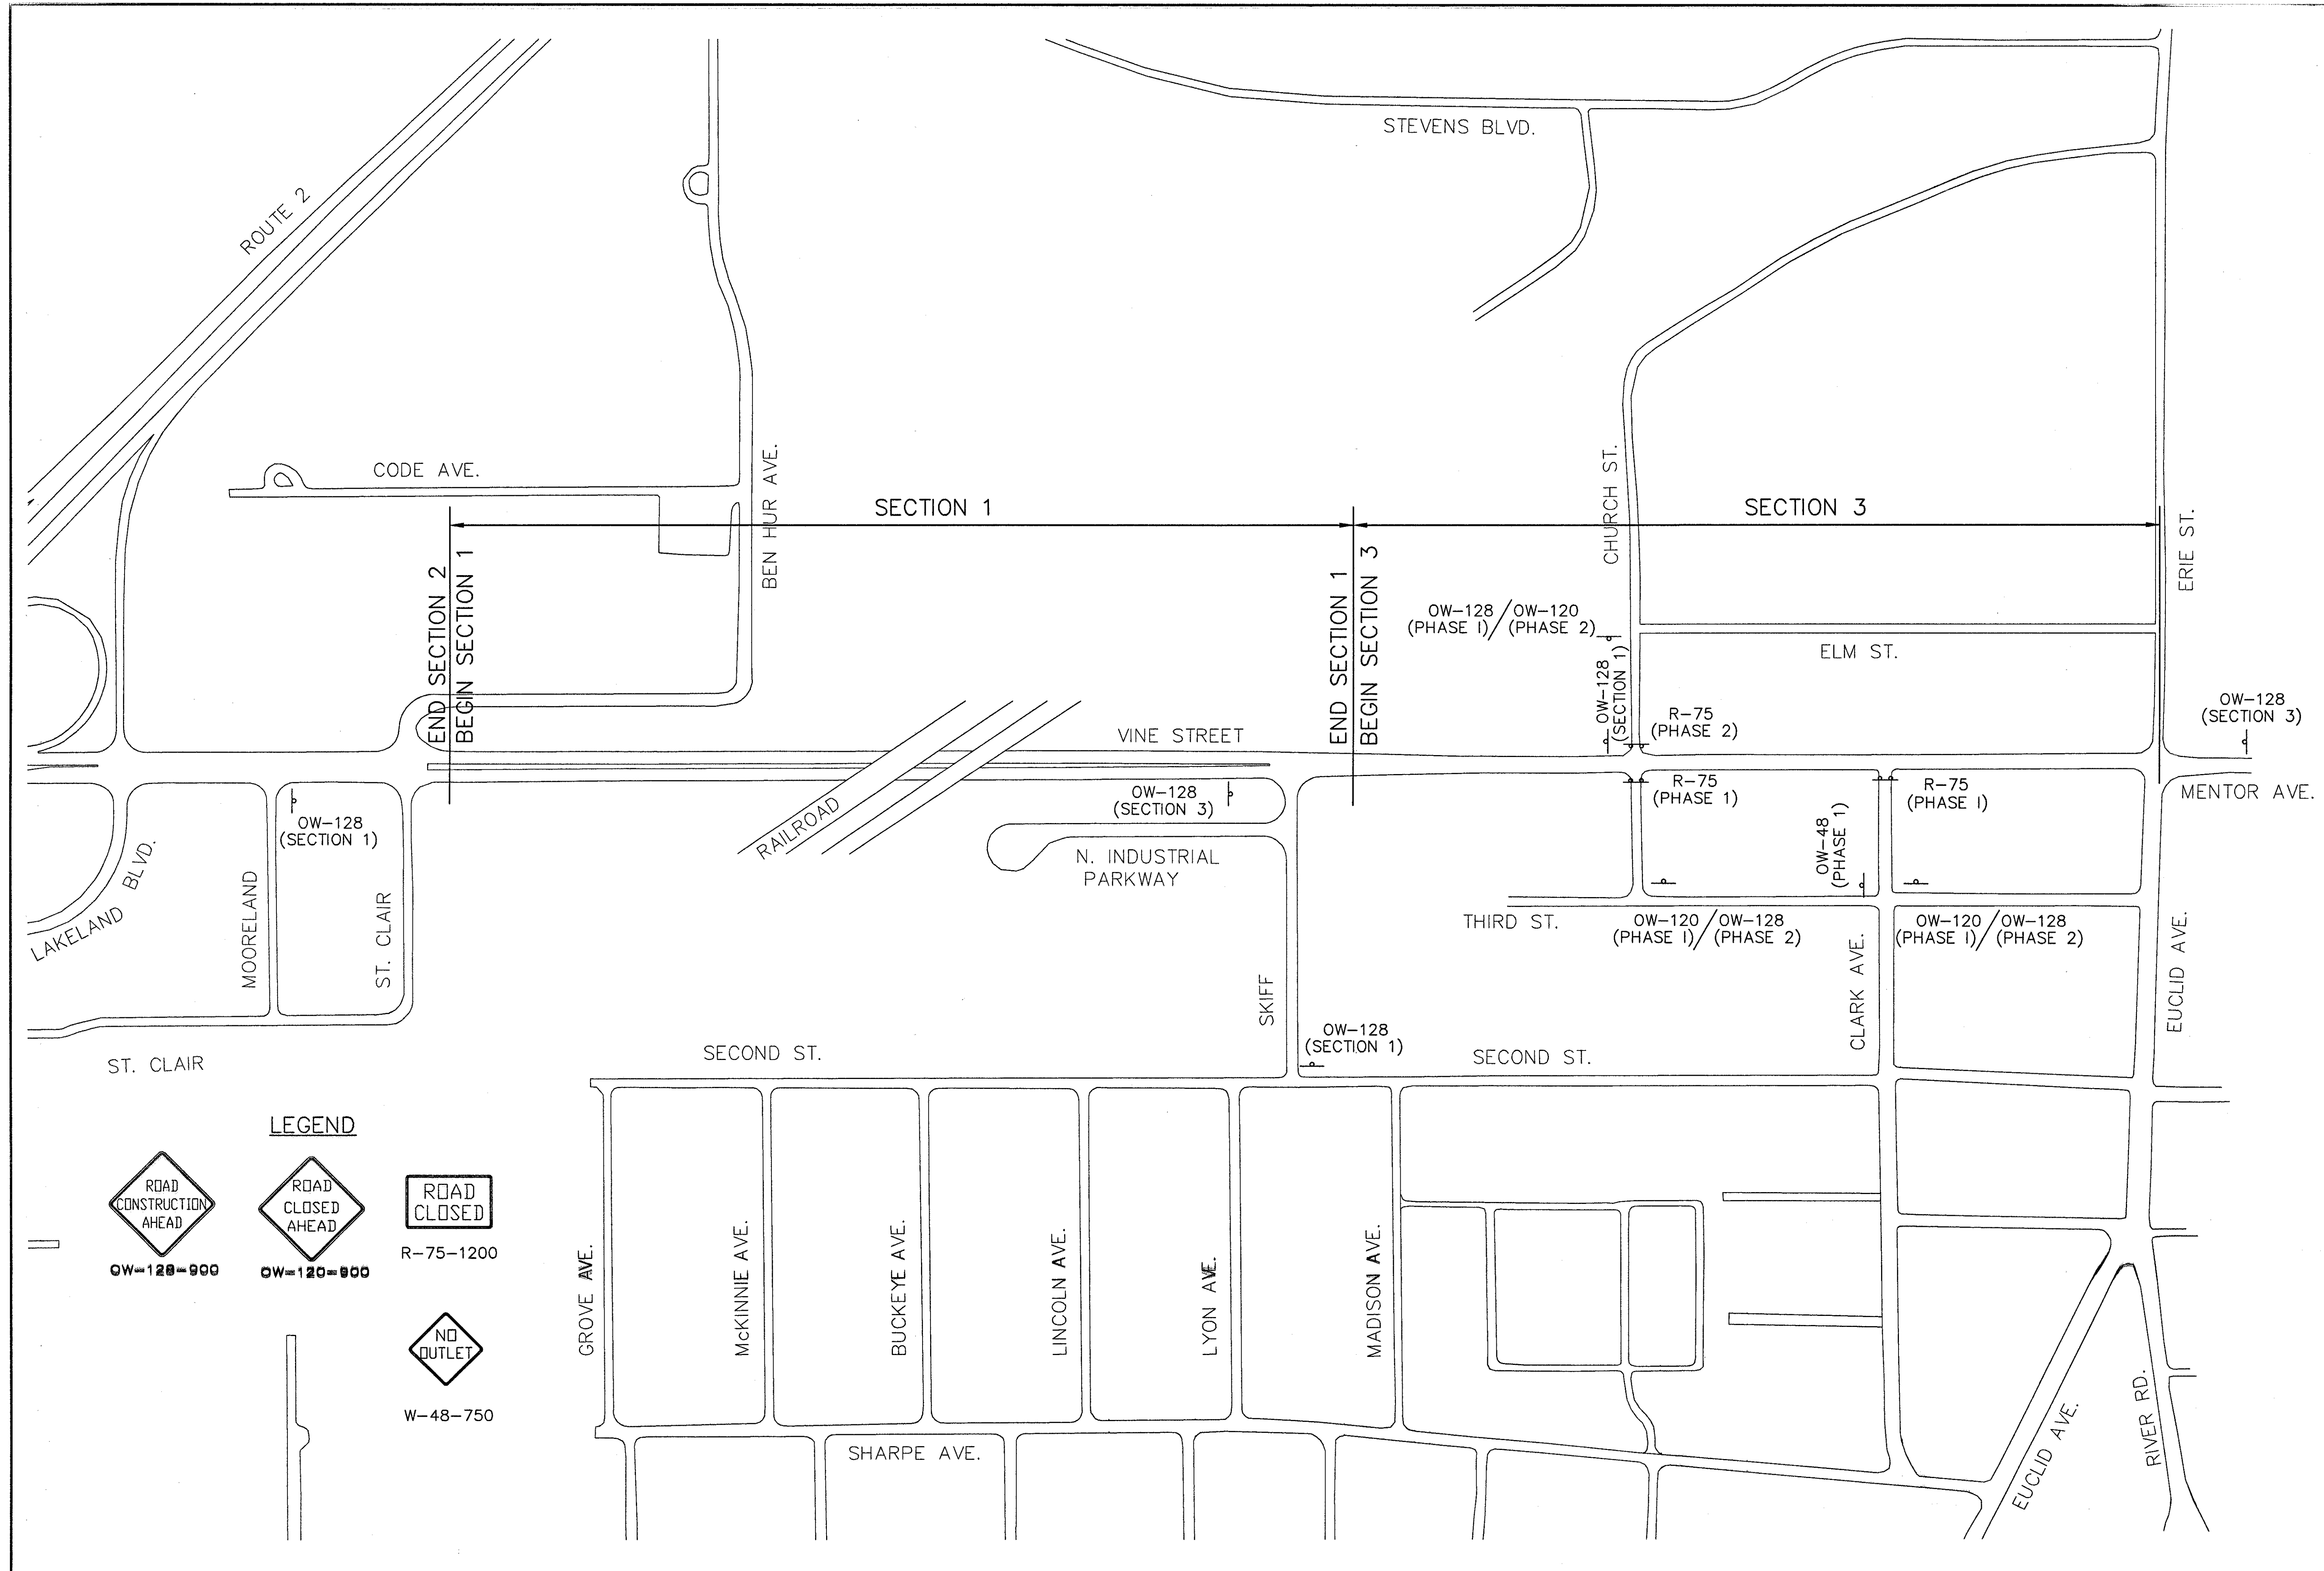 STEVENS BLVD.
ROUTE 2
CODE AVE.
BEN HUR AVE.
SECTION 1
SECTION 3
CHURCH ST.
ERIE ST.
END SECTION 2
BEGIN SECTION 1
END SECTION 1
BEGIN SECTION 3
OW-128/OW-120
(PHASE I)/(PHASE 2)
ELM ST.
OW-128
(SECTION 1)
R-75
(PHASE 2)
OW-128
(SECTION 3)
VINE STREET
MENTOR AVE.
OW-128
(SECTION 1)
OW-128
(SECTION 3)
RAILROAD
R-75
(PHASE 1)
R-75
(PHASE I)
OW-48
(PHASE 1)
N. INDUSTRIAL
PARKWAY
LAKELAND BLVD.
MOORELAND
ST. CLAIR
THIRD ST.
OW-120/OW-128
(PHASE I)/(PHASE 2)
OW-120/OW-128
(PHASE I)/(PHASE 2)
CLARK AVE.
EUCLID AVE.
SKIFF
OW-128
(SECTION 1)
SECOND ST.
SECOND ST.
ST. CLAIR
LEGEND
ROAD
CONSTRUCTION
AHEAD
OW-128-900
ROAD
CLOSED
AHEAD
OW-120-900
ROAD
CLOSED
R-75-1200
NO
OUTLET
W-48-750
GROVE AVE.
McKINNIE AVE.
BUCKEYE AVE.
LINCOLN AVE.
LYON AVE.
MADISON AVE.
SHARPE AVE.
EUCLID AVE.
RIVER RD.